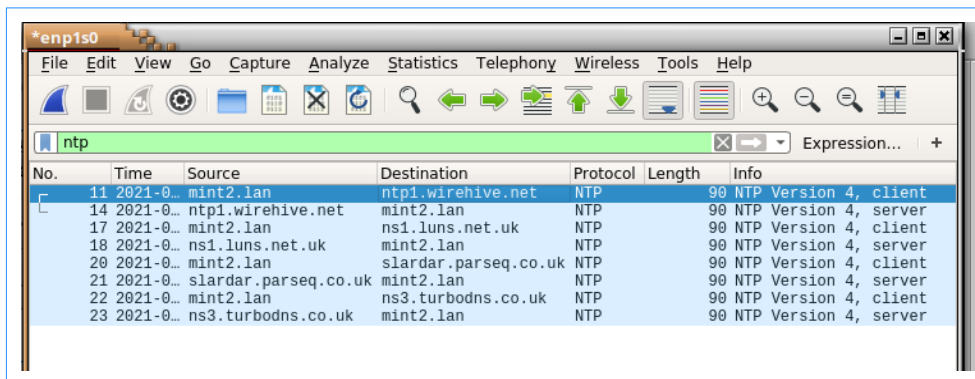 *enp1s0
File Edit View Go Capture Analyze Statistics Telephony Wireless Tools Help
ntp Expression... +
No. Time Source Destination Protocol Length Info
11 2021-0… mint2.lan ntp1.wirehive.net NTP 90 NTP Version 4, client
14 2021-0… ntp1.wirehive.net mint2.lan NTP 90 NTP Version 4, server
17 2021-0… mint2.lan ns1.luns.net.uk NTP 90 NTP Version 4, client
18 2021-0… ns1.luns.net.uk mint2.lan NTP 90 NTP Version 4, server
20 2021-0… mint2.lan slardar.parseq.co.uk NTP 90 NTP Version 4, client
21 2021-0… slardar.parseq.co.uk mint2.lan NTP 90 NTP Version 4, server
22 2021-0… mint2.lan ns3.turbodns.co.uk NTP 90 NTP Version 4, client
23 2021-0… ns3.turbodns.co.uk mint2.lan NTP 90 NTP Version 4, server